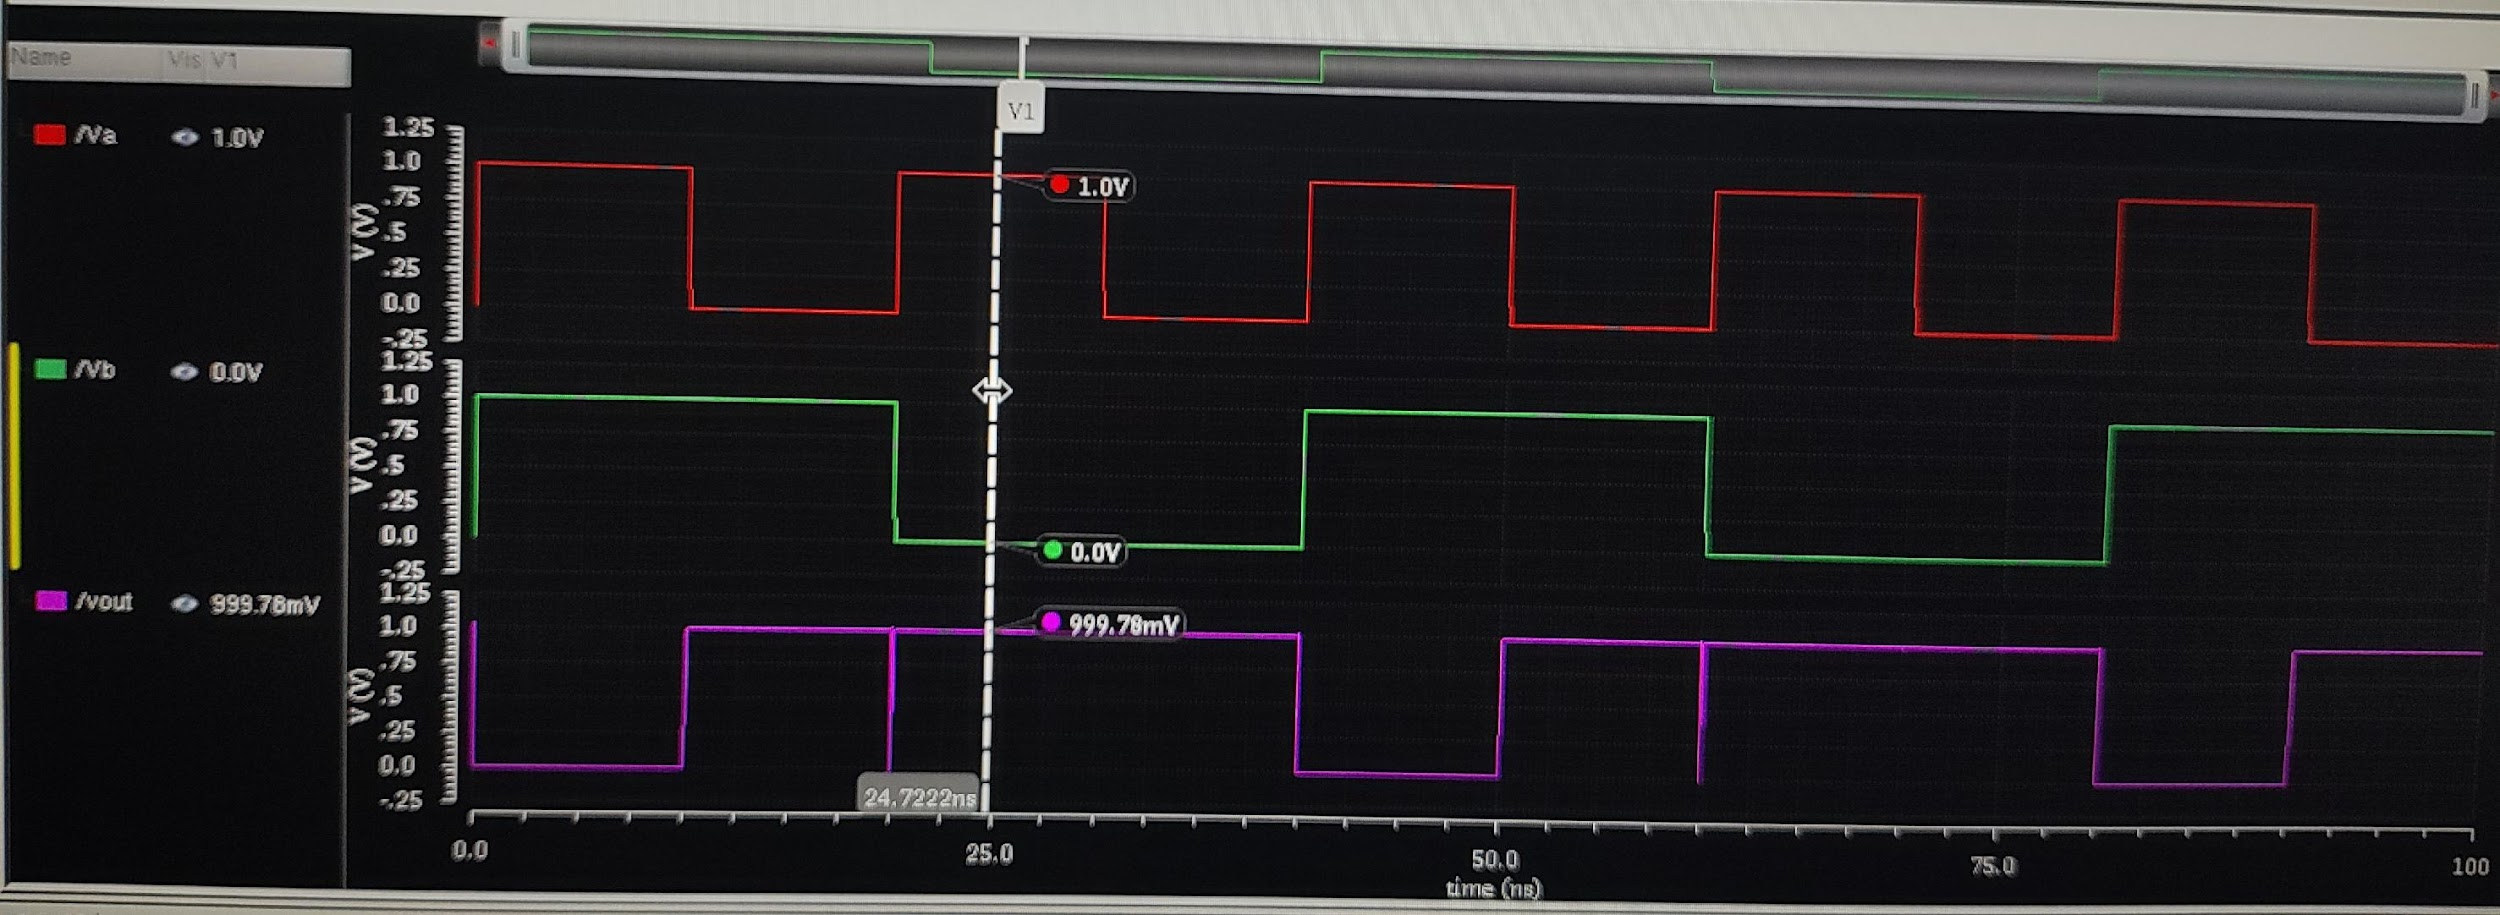 Name Vis V1
V1
/Va 1.0V
1.25
1.0
.75
.5
.25
0.0
-.25
V (V)
1.0V
/Vb 0.0V
1.25
1.0
.75
.5
.25
0.0
-.25
V (V)
0.0V
/vout 999.78mV
1.25
1.0
.75
.5
.25
0.0
-.25
V (V)
999.78mV
24.7222ns
0.0 25.0 50.0 75.0 100
time (ns)